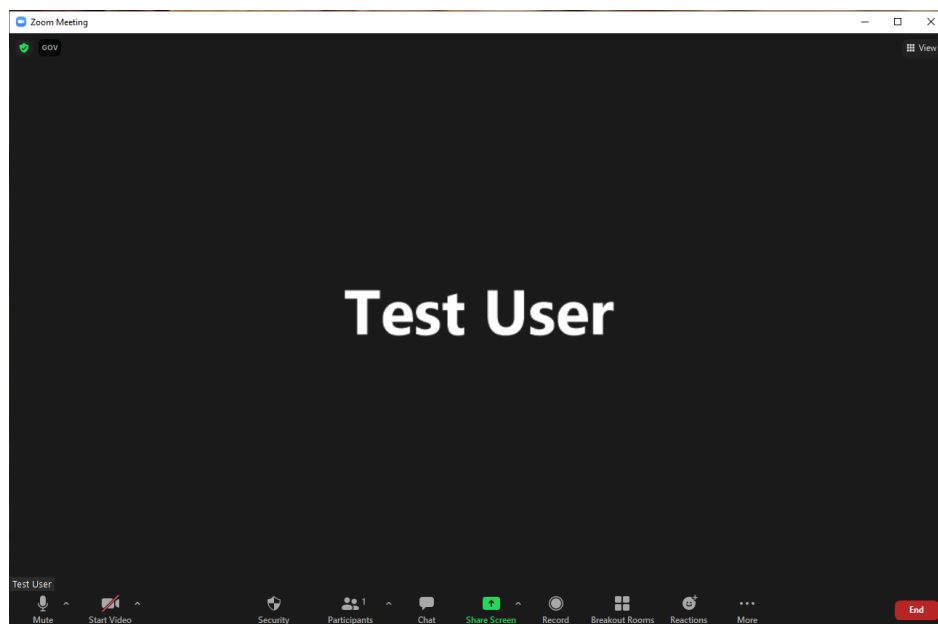 Zoom Meeting
GOV
View
Test User
Test User
Mute
Start Video
Security
Participants
1
Chat
Share Screen
Record
Breakout Rooms
Reactions
More
End